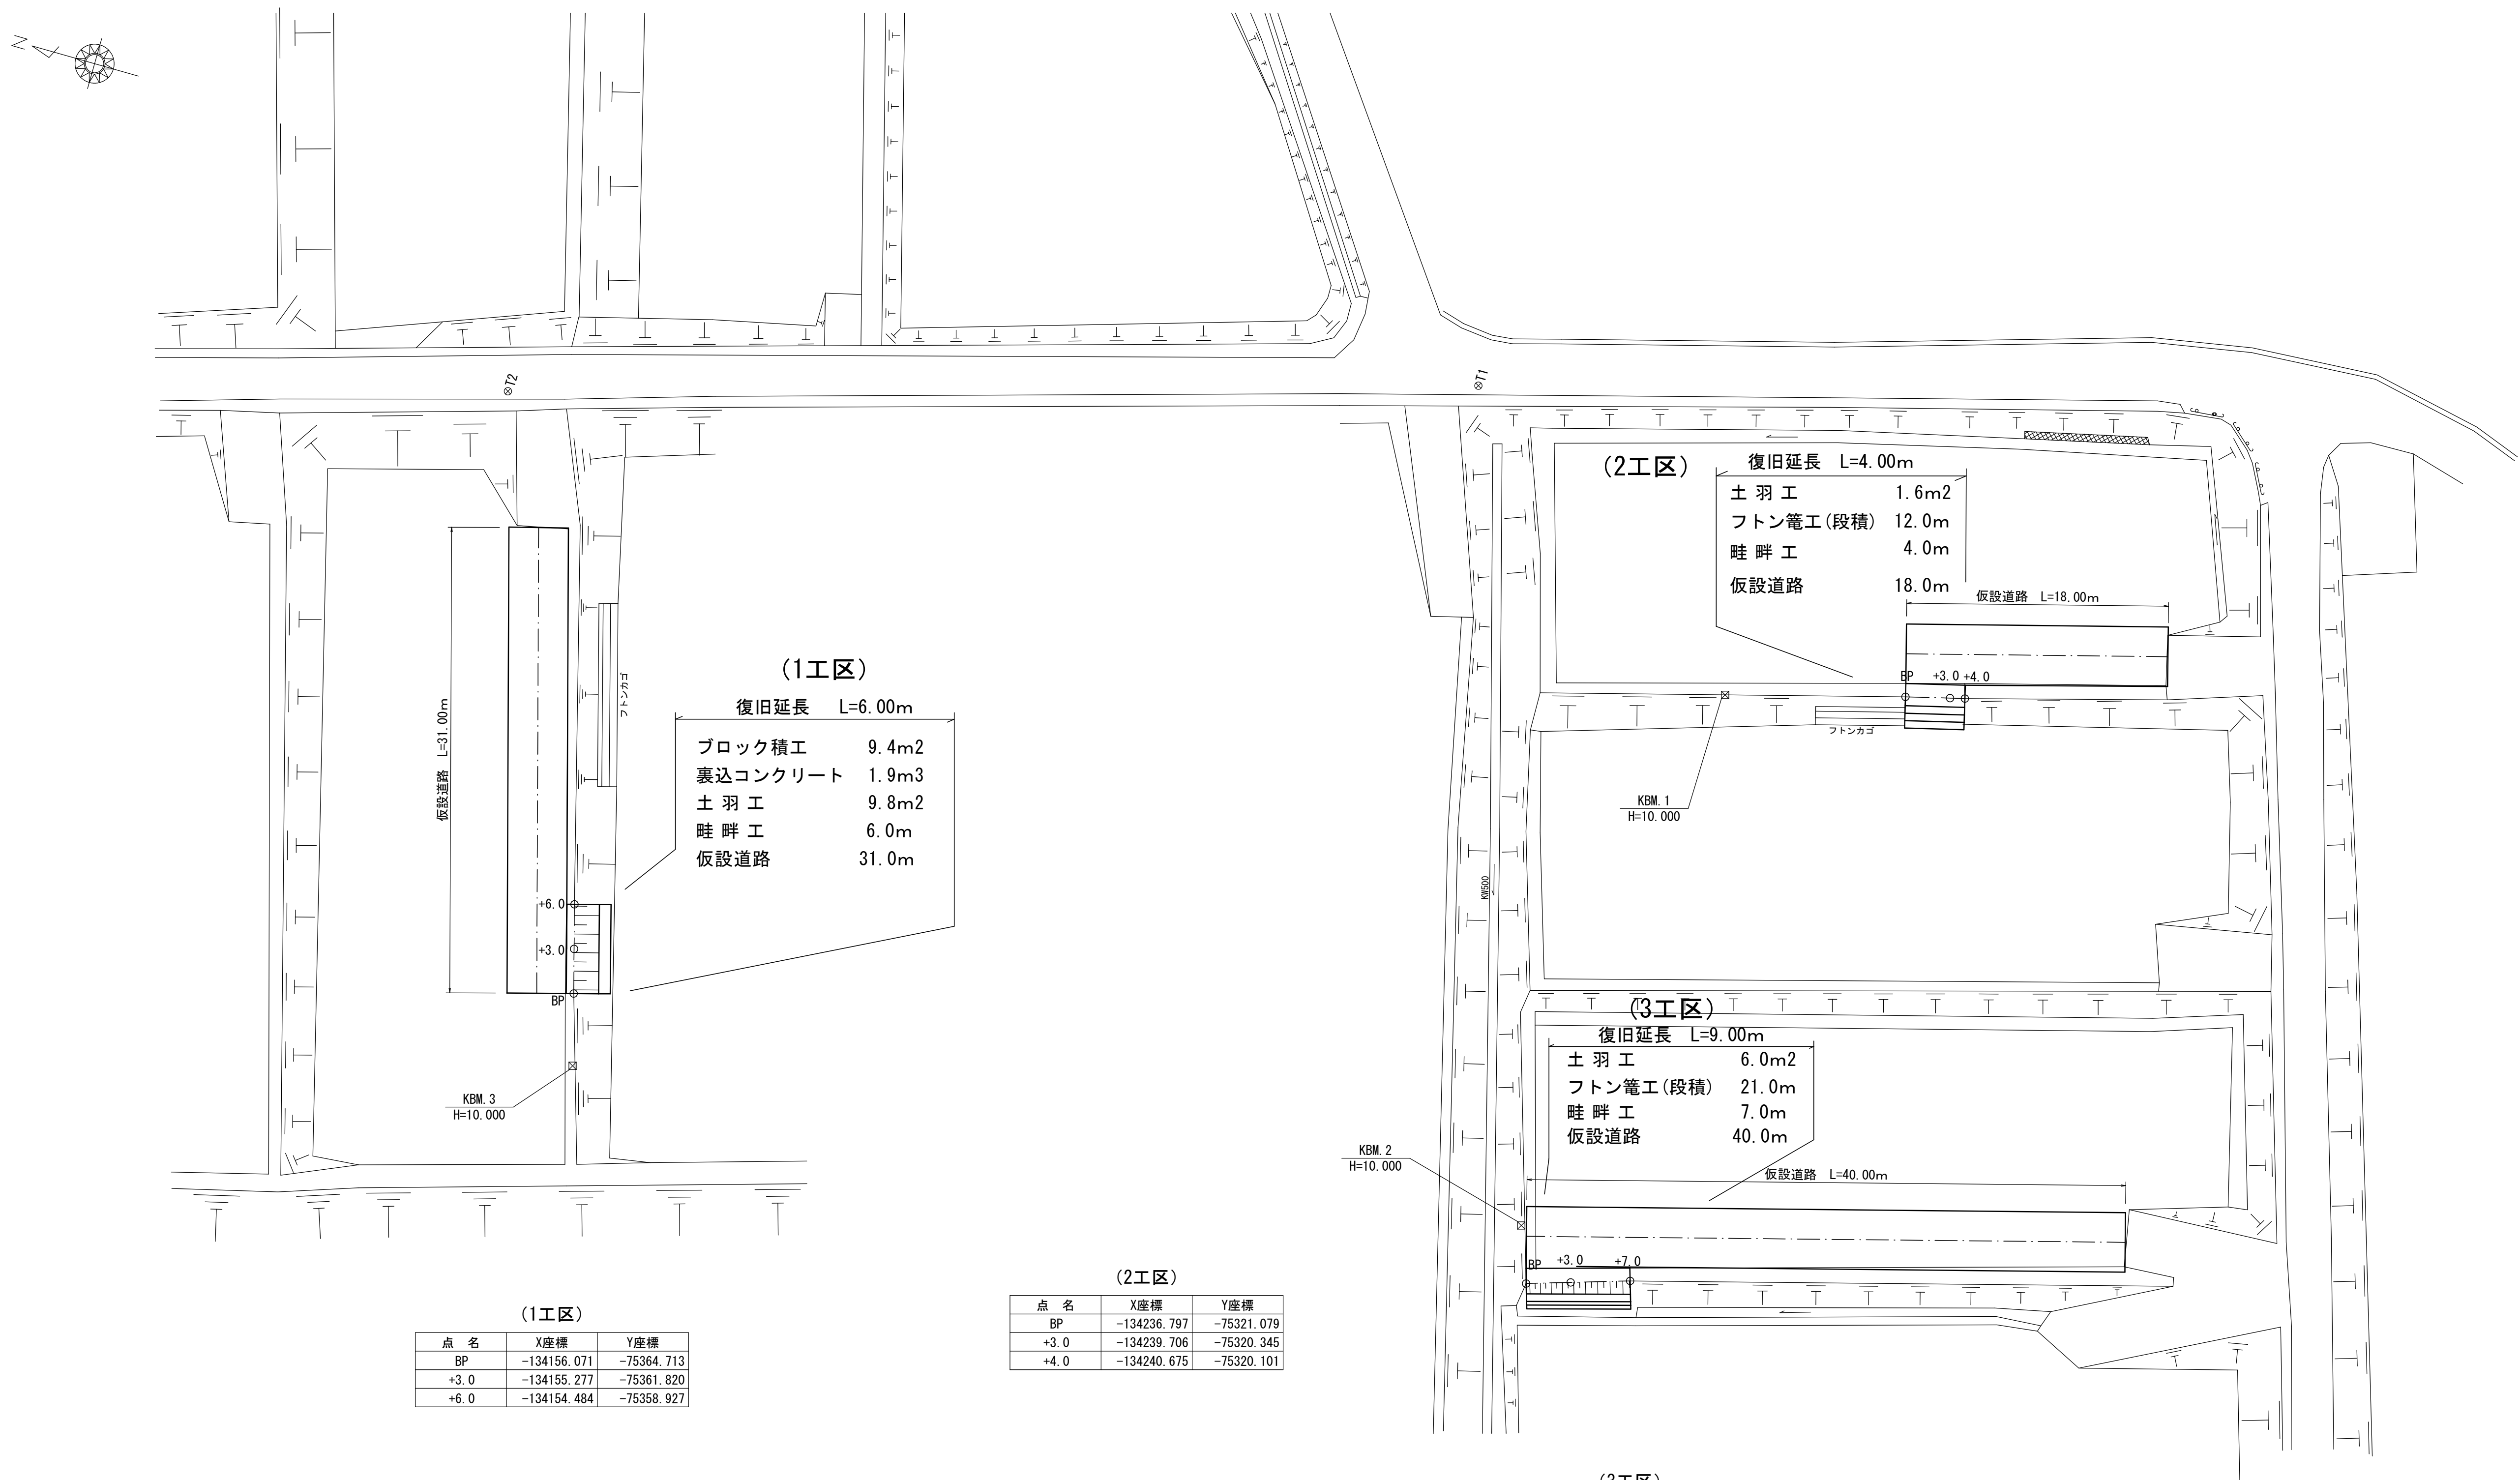 N
T2
T1
(2工区)
復旧延長 L=4.00m
土 羽 工 1.6m2
フトン篭工(段積) 12.0m
畦 畔 工 4.0m
仮設道路 18.0m
仮設道路 L=18.00m
BP +3.0 +4.0
フトンカゴ
KBM.1
H=10.000
(1工区)
復旧延長 L=6.00m
ブロック積工 9.4m2
裏込コンクリート 1.9m3
土 羽 工 9.8m2
畦 畔 工 6.0m
仮設道路 31.0m
仮設道路 L=31.00m
フトンカゴ
+6.0
+3.0
BP
KBM.3
H=10.000
KW500
(3工区)
復旧延長 L=9.00m
土 羽 工 6.0m2
フトン篭工(段積) 21.0m
畦 畔 工 7.0m
仮設道路 40.0m
KBM.2
H=10.000
仮設道路 L=40.00m
BP +3.0 +7.0
(1工区)
点 名 X座標 Y座標
BP -134156.071 -75364.713
+3.0 -134155.277 -75361.820
+6.0 -134154.484 -75358.927
(2工区)
点 名 X座標 Y座標
BP -134236.797 -75321.079
+3.0 -134239.706 -75320.345
+4.0 -134240.675 -75320.101
(3工区)